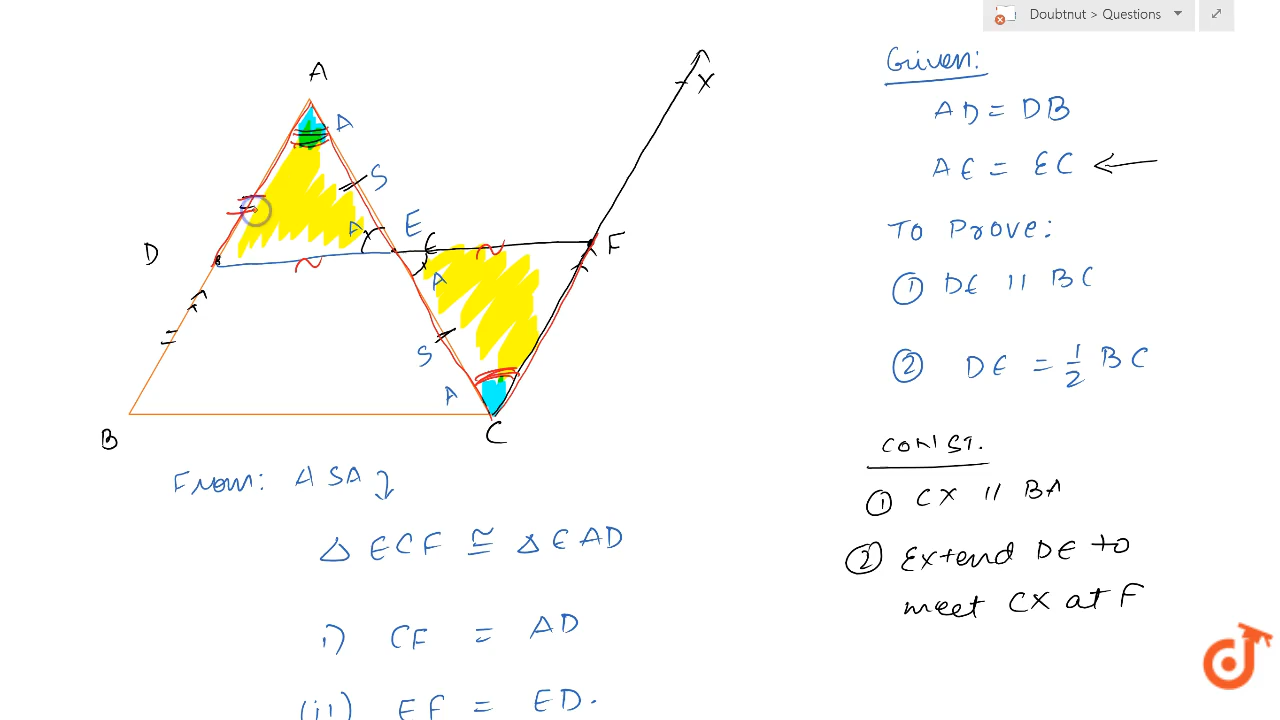 Doubtnut > Questions
A
A
S
A
E
D
F
X
A
S
A
B
C
From: ASA
△ ECF ≅ △ EAD
i) CF = AD
(ii) EF = ED.
Given:
AD = DB
AE = EC ←
To Prove:
① DE || BC
② DE = 1/2 BC
CONST.
① CX || BA
② Extend DE to
meet CX at F